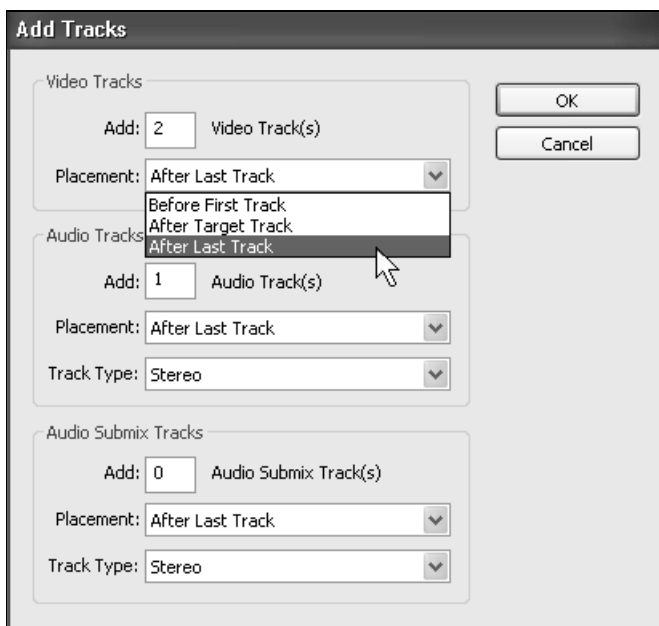 Add Tracks
Video Tracks
Add: 2 Video Track(s)
Placement: After Last Track
Before First Track
After Target Track
After Last Track
Audio Tracks
Add: 1 Audio Track(s)
Placement: After Last Track
Track Type: Stereo
Audio Submix Tracks
Add: 0 Audio Submix Track(s)
Placement: After Last Track
Track Type: Stereo
OK
Cancel